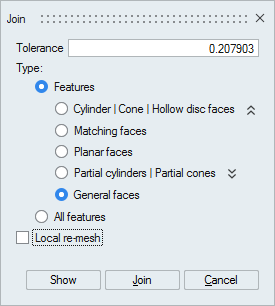 Join
Tolerance 0.207903
Type:
Features
Cylinder | Cone | Hollow disc faces
Matching faces
Planar faces
Partial cylinders | Partial cones
General faces
All features
Local re-mesh
Show Join Cancel